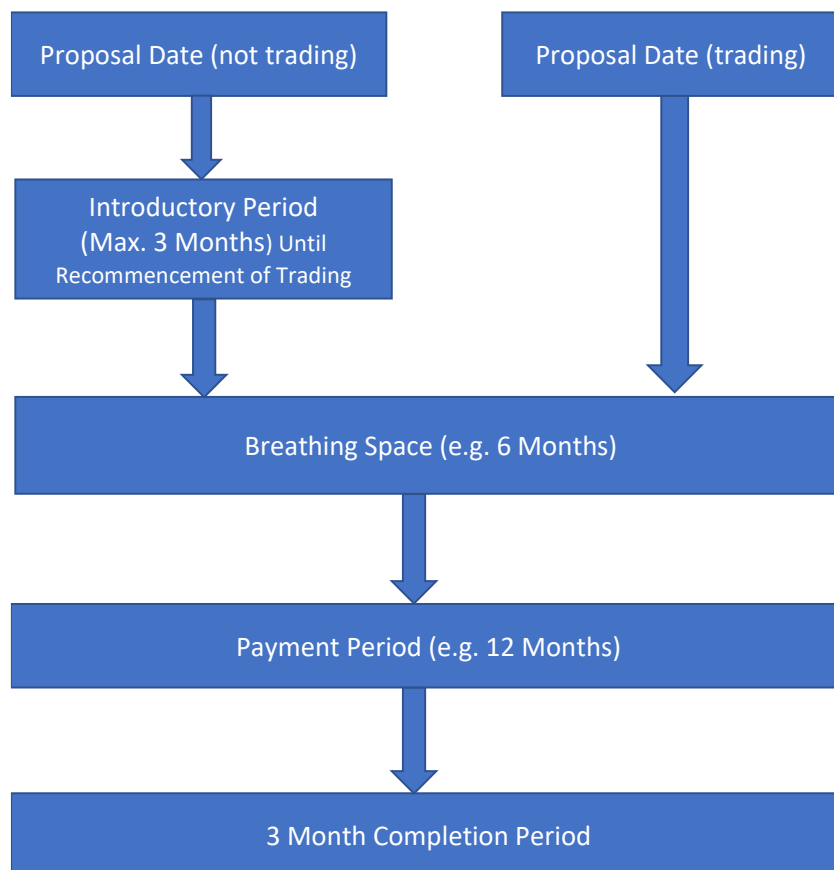 Proposal Date (not trading)
Proposal Date (trading)
Introductory Period
(Max. 3 Months) Until
Recommencement of Trading
Breathing Space (e.g. 6 Months)
Payment Period (e.g. 12 Months)
3 Month Completion Period